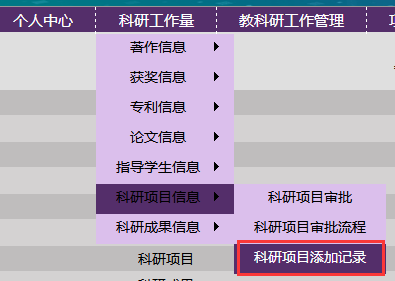 个人中心 科研工作量 教科研工作管理
著作信息
获奖信息
专利信息
论文信息
指导学生信息
科研项目信息 科研项目审批
科研成果信息 科研项目审批流程
科研项目 科研项目添加记录